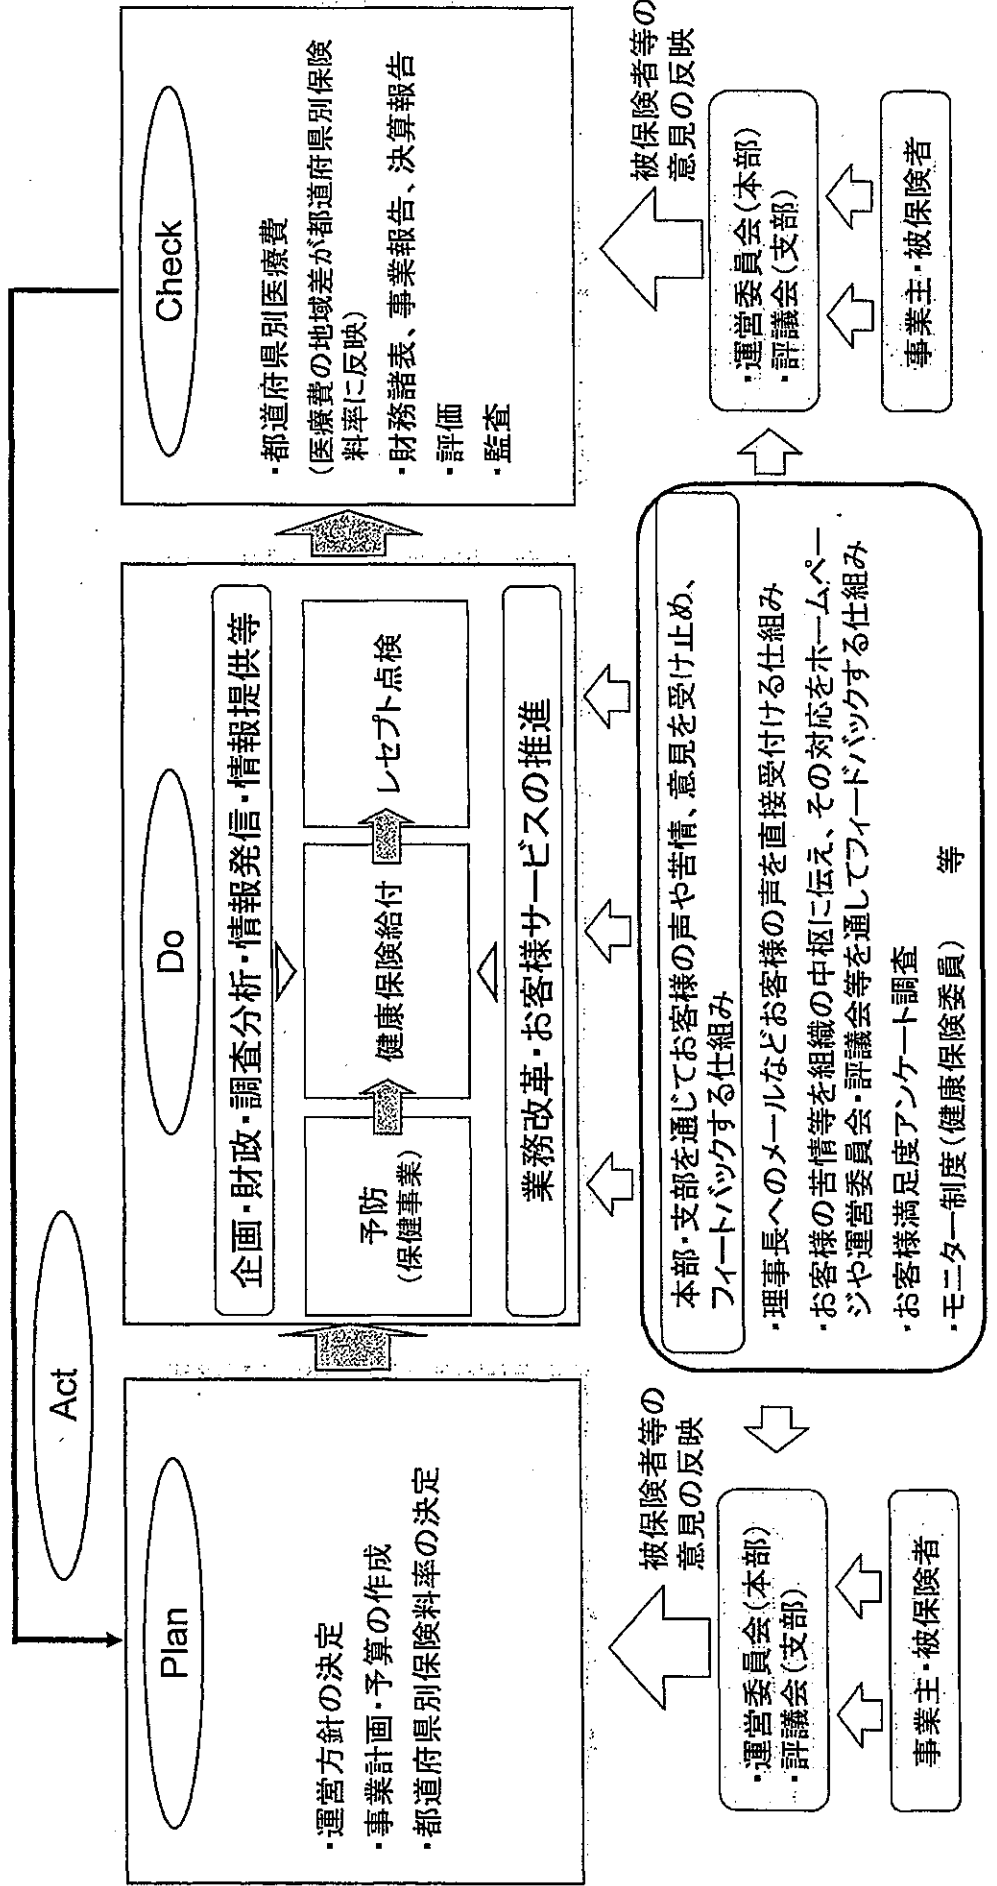 Act
Plan
・運営方針の決定
・事業計画・予算の作成
・都道府県別保険料率の決定
Do
企画・財政・調査分析・情報発信・情報提供等
予防
（保健事業）
健康保険給付
レセプト点検
業務改革・お客様サービスの推進
Check
・都道府県別医療費
（医療費の地域差が都道府県別保険
料率に反映）
・財務諸表、事業報告、決算報告
・評価
・監査
被保険者等の
意見の反映
・運営委員会（本部）
・評議会（支部）
事業主・被保険者
本部・支部を通じてお客様の声や苦情、意見を受け止め、
フィートバックする仕組み
・理事長へのメールなどお客様の声を直接受付ける仕組み
・お客様の苦情等を組織の中枢に伝え、その対応をホームペー
ジや運営委員会・評議会等を通してフィードバックする仕組み
・お客様満足度アンケート調査
・モニター制度（健康保険委員）　等
被保険者等の
意見の反映
・運営委員会（本部）
・評議会（支部）
事業主・被保険者